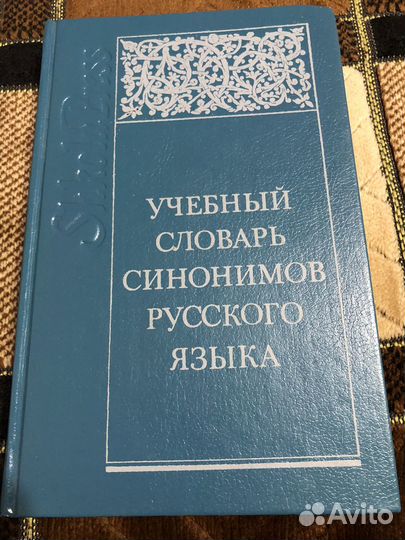 УЧЕБНЫЙ
СЛОВАРЬ
СИНОНИМОВ
РУССКОГО
ЯЗЫКА
Avito